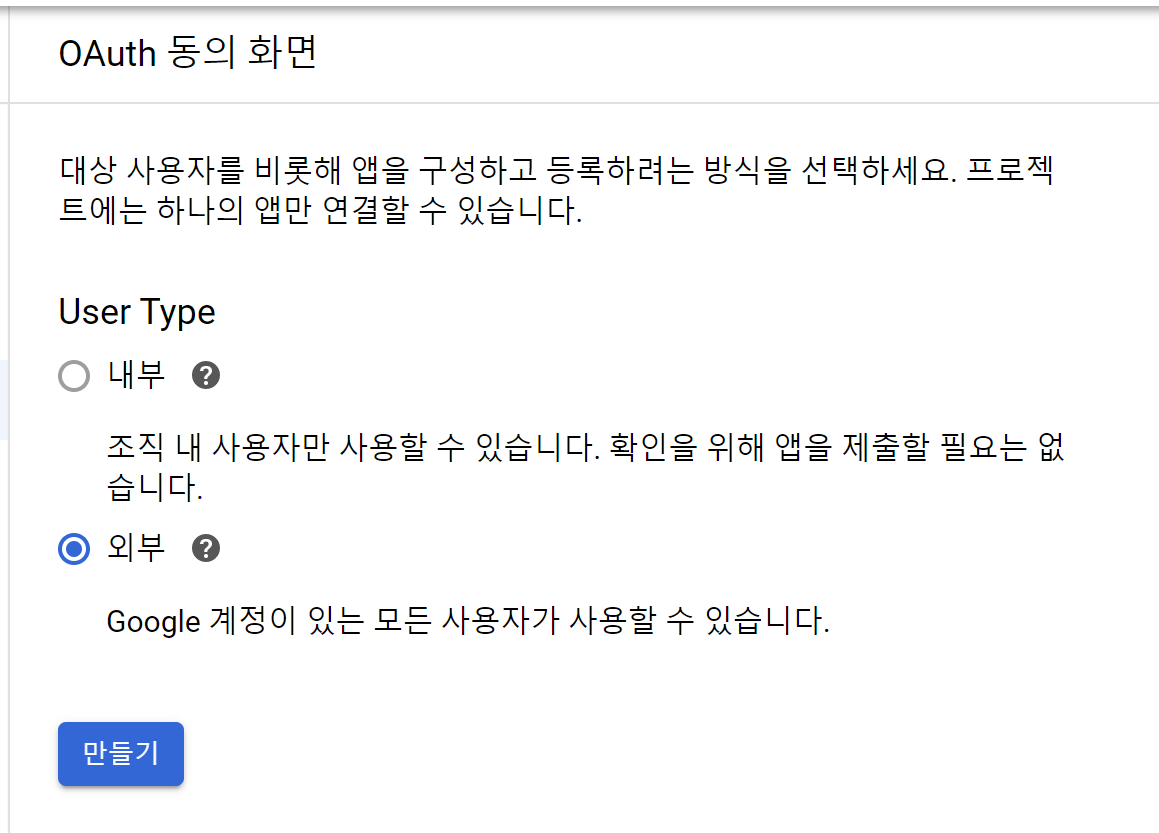 OAuth 동의 화면
대상 사용자를 비롯해 앱을 구성하고 등록하려는 방식을 선택하세요. 프로젝
트에는 하나의 앱만 연결할 수 있습니다.
User Type
내부
조직 내 사용자만 사용할 수 있습니다. 확인을 위해 앱을 제출할 필요는 없
습니다.
외부
Google 계정이 있는 모든 사용자가 사용할 수 있습니다.
만들기